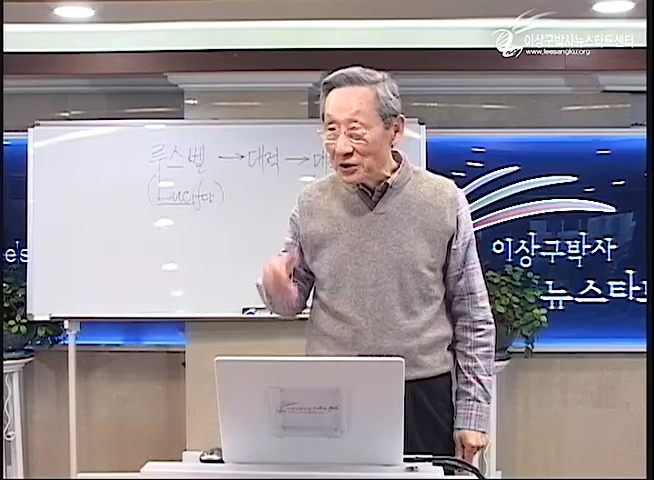 이상구박사뉴스타트센터
www.leesangku.org
루스벨 → 대력 →
(Lucifer)
e's
이상구박사
뉴스타트